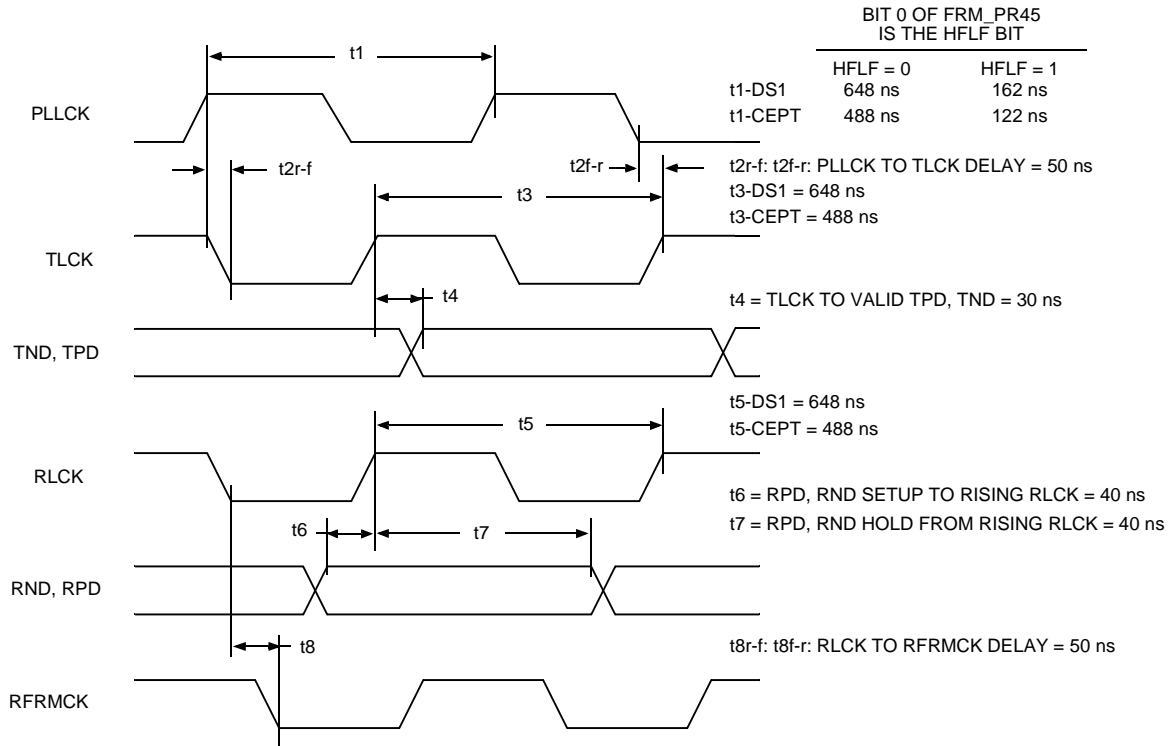 BIT 0 OF FRM_PR45
IS THE HFLF BIT
HFLF = 0 HFLF = 1
t1-DS1 648 ns 162 ns
t1-CEPT 488 ns 122 ns
t1
PLLCK
t2r-f
t2f-r
t2r-f: t2f-r: PLLCK TO TLCK DELAY = 50 ns
t3-DS1 = 648 ns
t3-CEPT = 488 ns
t3
TLCK
t4
t4 = TLCK TO VALID TPD, TND = 30 ns
TND, TPD
t5-DS1 = 648 ns
t5-CEPT = 488 ns
t5
RLCK
t6 = RPD, RND SETUP TO RISING RLCK = 40 ns
t7 = RPD, RND HOLD FROM RISING RLCK = 40 ns
t6
t7
RND, RPD
t8
t8r-f: t8f-r: RLCK TO RFRMCK DELAY = 50 ns
RFRMCK